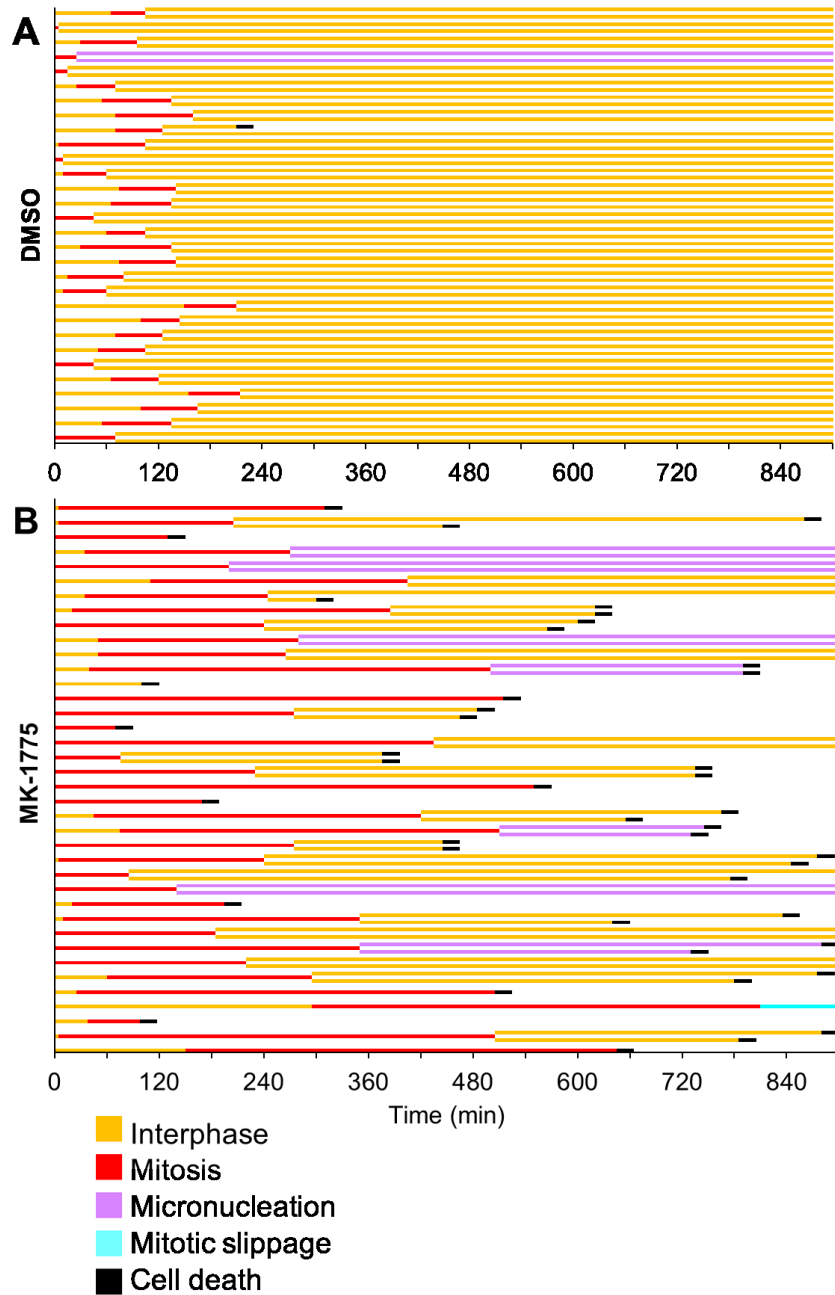 A
DMSO
0 120 240 360 480 600 720 840
B
MK-1775
0 120 240 360 480 600 720 840
Time (min)
Interphase
Mitosis
Micronucleation
Mitotic slippage
Cell death